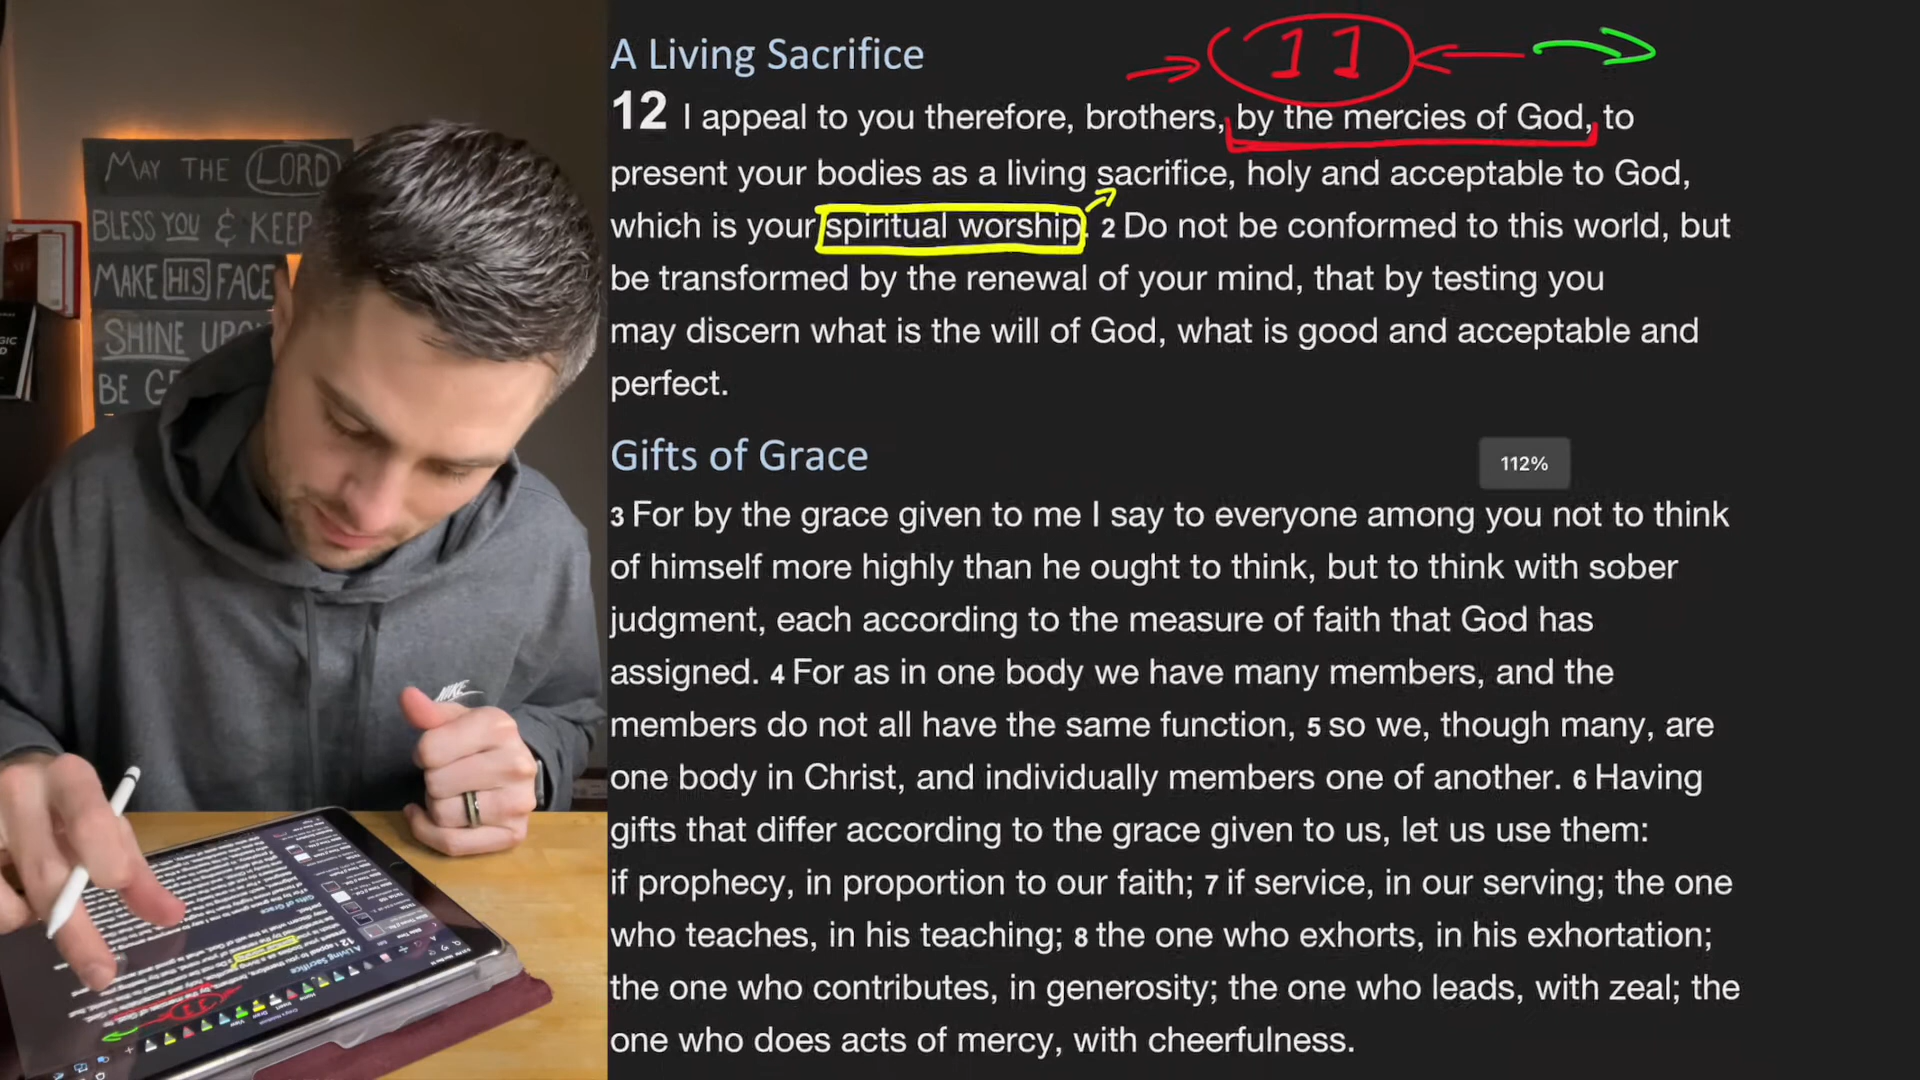 MAY THE LORD
BLESS YOU & KEEP
MAKE HIS FACE
SHINE
BE
NIKE
11
A Living Sacrifice
12 I appeal to you therefore, brothers, by the mercies of God, to
present your bodies as a living sacrifice, holy and acceptable to God,
which is your spiritual worship. 2 Do not be conformed to this world, but
be transformed by the renewal of your mind, that by testing you
may discern what is the will of God, what is good and acceptable and
perfect.
Gifts of Grace
112%
3 For by the grace given to me I say to everyone among you not to think
of himself more highly than he ought to think, but to think with sober
judgment, each according to the measure of faith that God has
assigned. 4 For as in one body we have many members, and the
members do not all have the same function, 5 so we, though many, are
one body in Christ, and individually members one of another. 6 Having
gifts that differ according to the grace given to us, let us use them:
if prophecy, in proportion to our faith; 7 if service, in our serving; the one
who teaches, in his teaching; 8 the one who exhorts, in his exhortation;
the one who contributes, in generosity; the one who leads, with zeal; the
one who does acts of mercy, with cheerfulness.